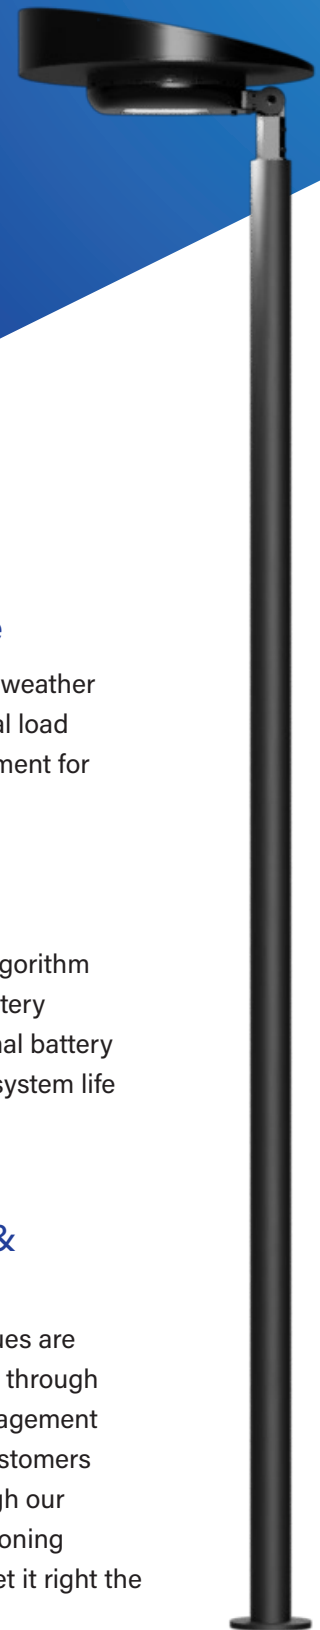 e
weather
al load
ment for
gorithm
tery
nal battery
system life
&
ues are
through
agement
ustomers
gh our
oning
et it right the